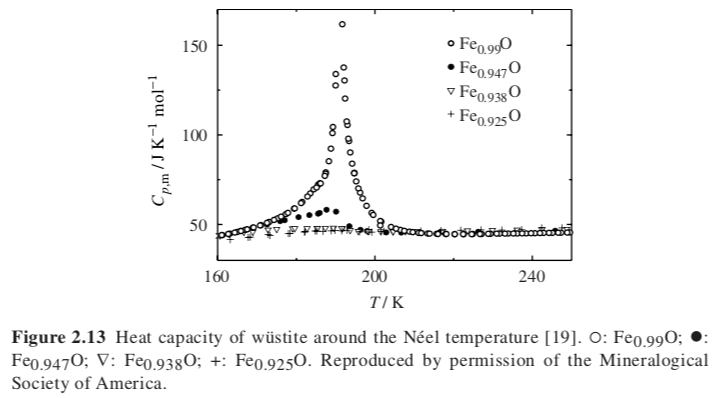 150
100
50
C_{p,m} / J K⁻¹ mol⁻¹
○ Fe₀.₉₉O
● Fe₀.₉₄₇O
▽ Fe₀.₉₃₈O
+ Fe₀.₉₂₅O
160 200 240
T / K
Figure 2.13 Heat capacity of wüstite around the Néel temperature [19]. ○: Fe₀.₉₉O; ●:
Fe₀.₉₄₇O; ∇: Fe₀.₉₃₈O; +: Fe₀.₉₂₅O. Reproduced by permission of the Mineralogical
Society of America.